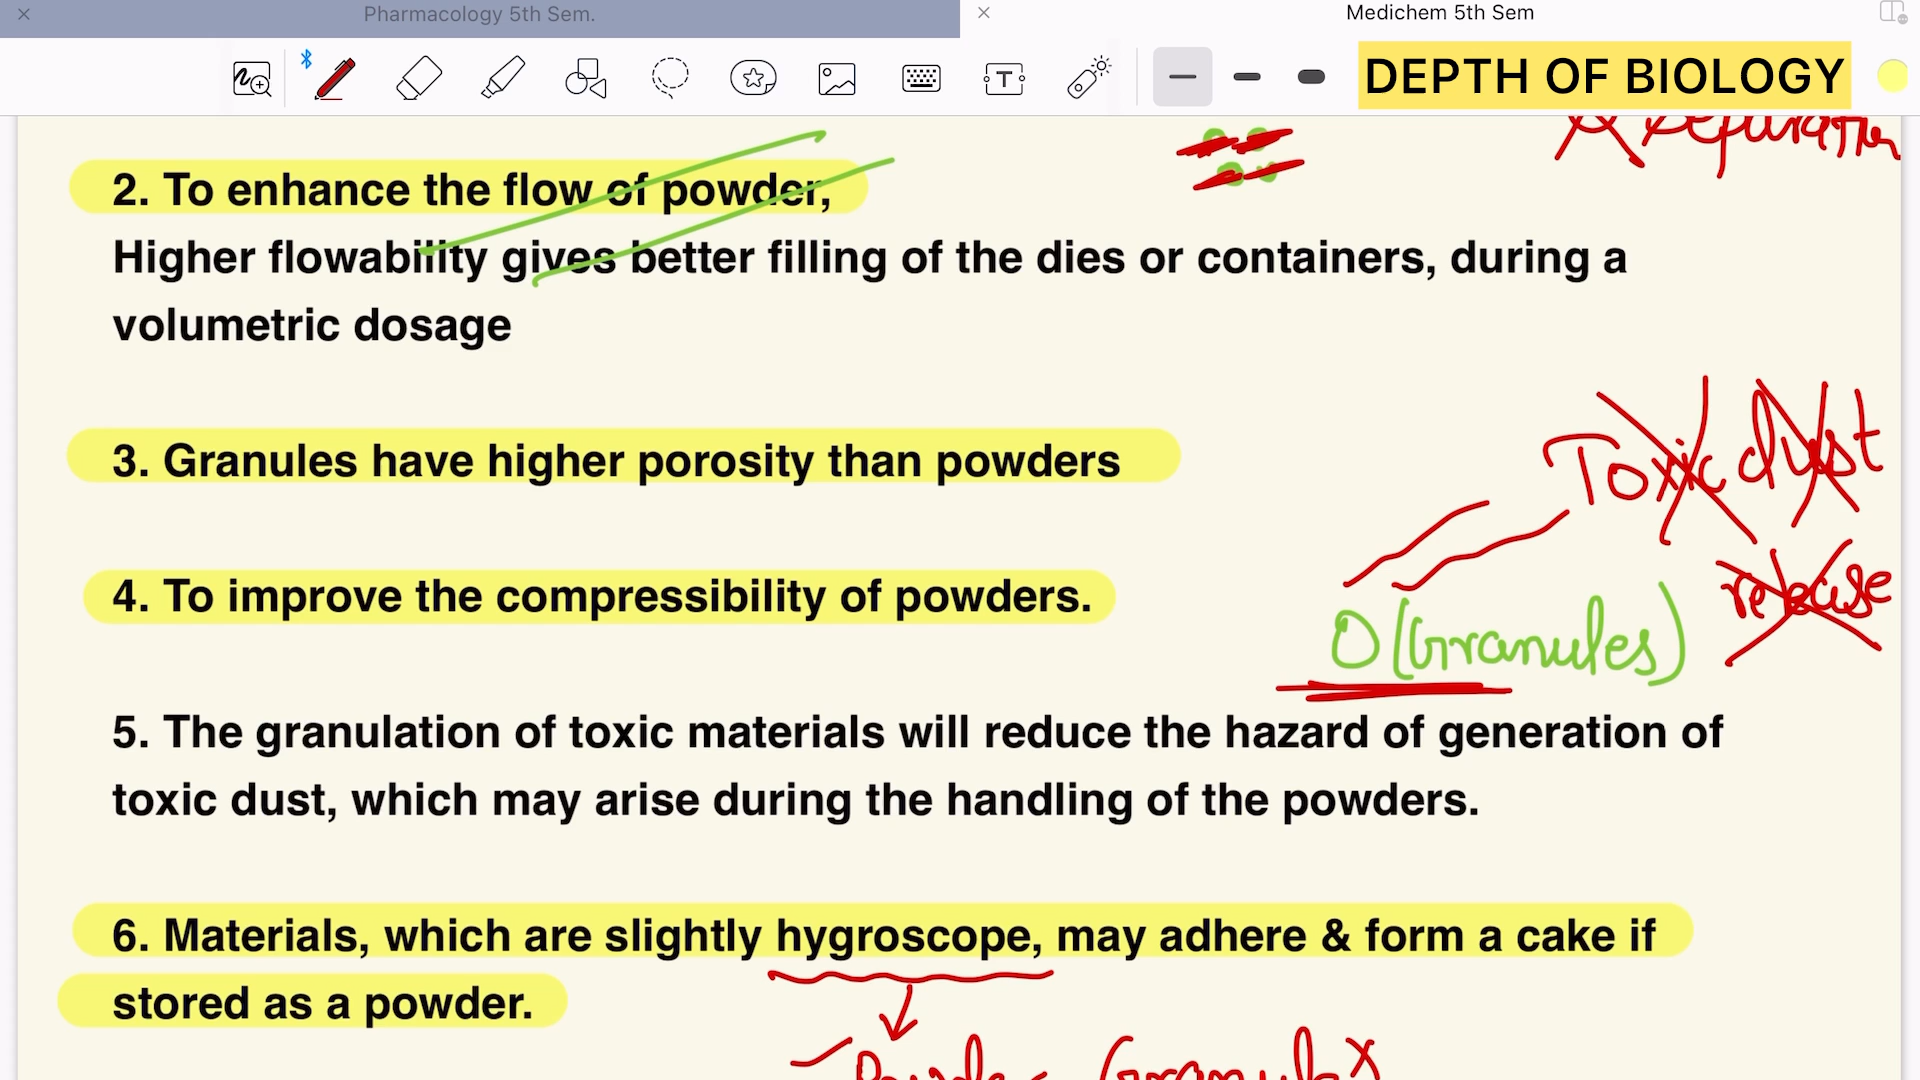 Pharmacology 5th Sem.
Medichem 5th Sem
DEPTH OF BIOLOGY
2. To enhance the flow of powder,
Higher flowability gives better filling of the dies or containers, during a
volumetric dosage
3. Granules have higher porosity than powders
Toxic dust
release
4. To improve the compressibility of powders.
(Granules)
5. The granulation of toxic materials will reduce the hazard of generation of
toxic dust, which may arise during the handling of the powders.
6. Materials, which are slightly hygroscope, may adhere & form a cake if
stored as a powder.